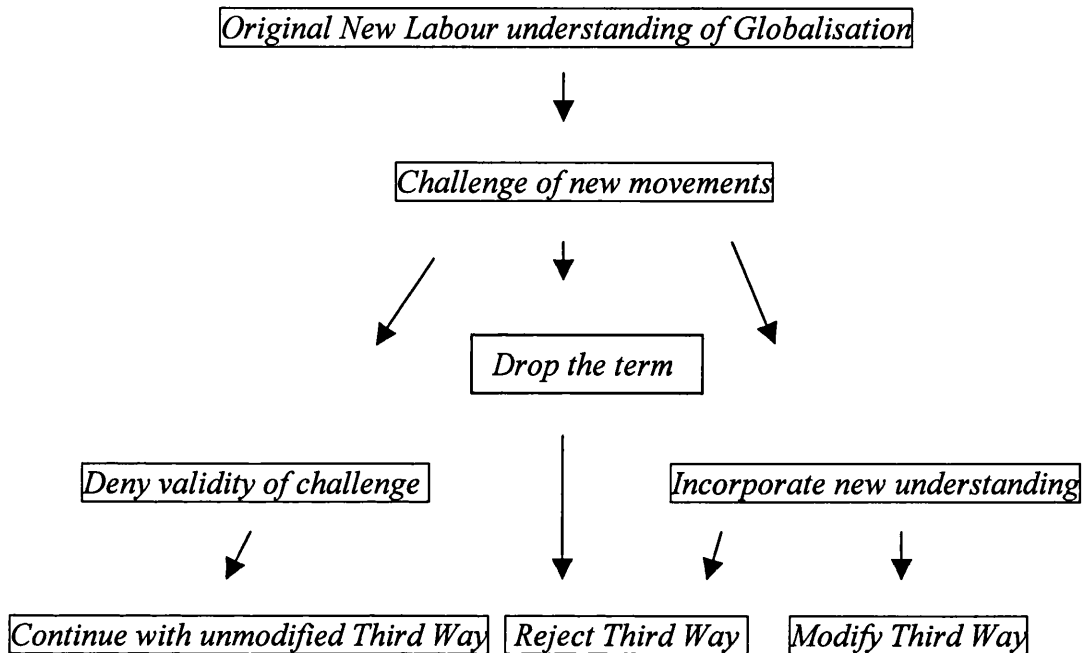 Original New Labour understanding of Globalisation
Challenge of new movements
Drop the term
Deny validity of challenge
Incorporate new understanding
Continue with unmodified Third Way
Reject Third Way
Modify Third Way